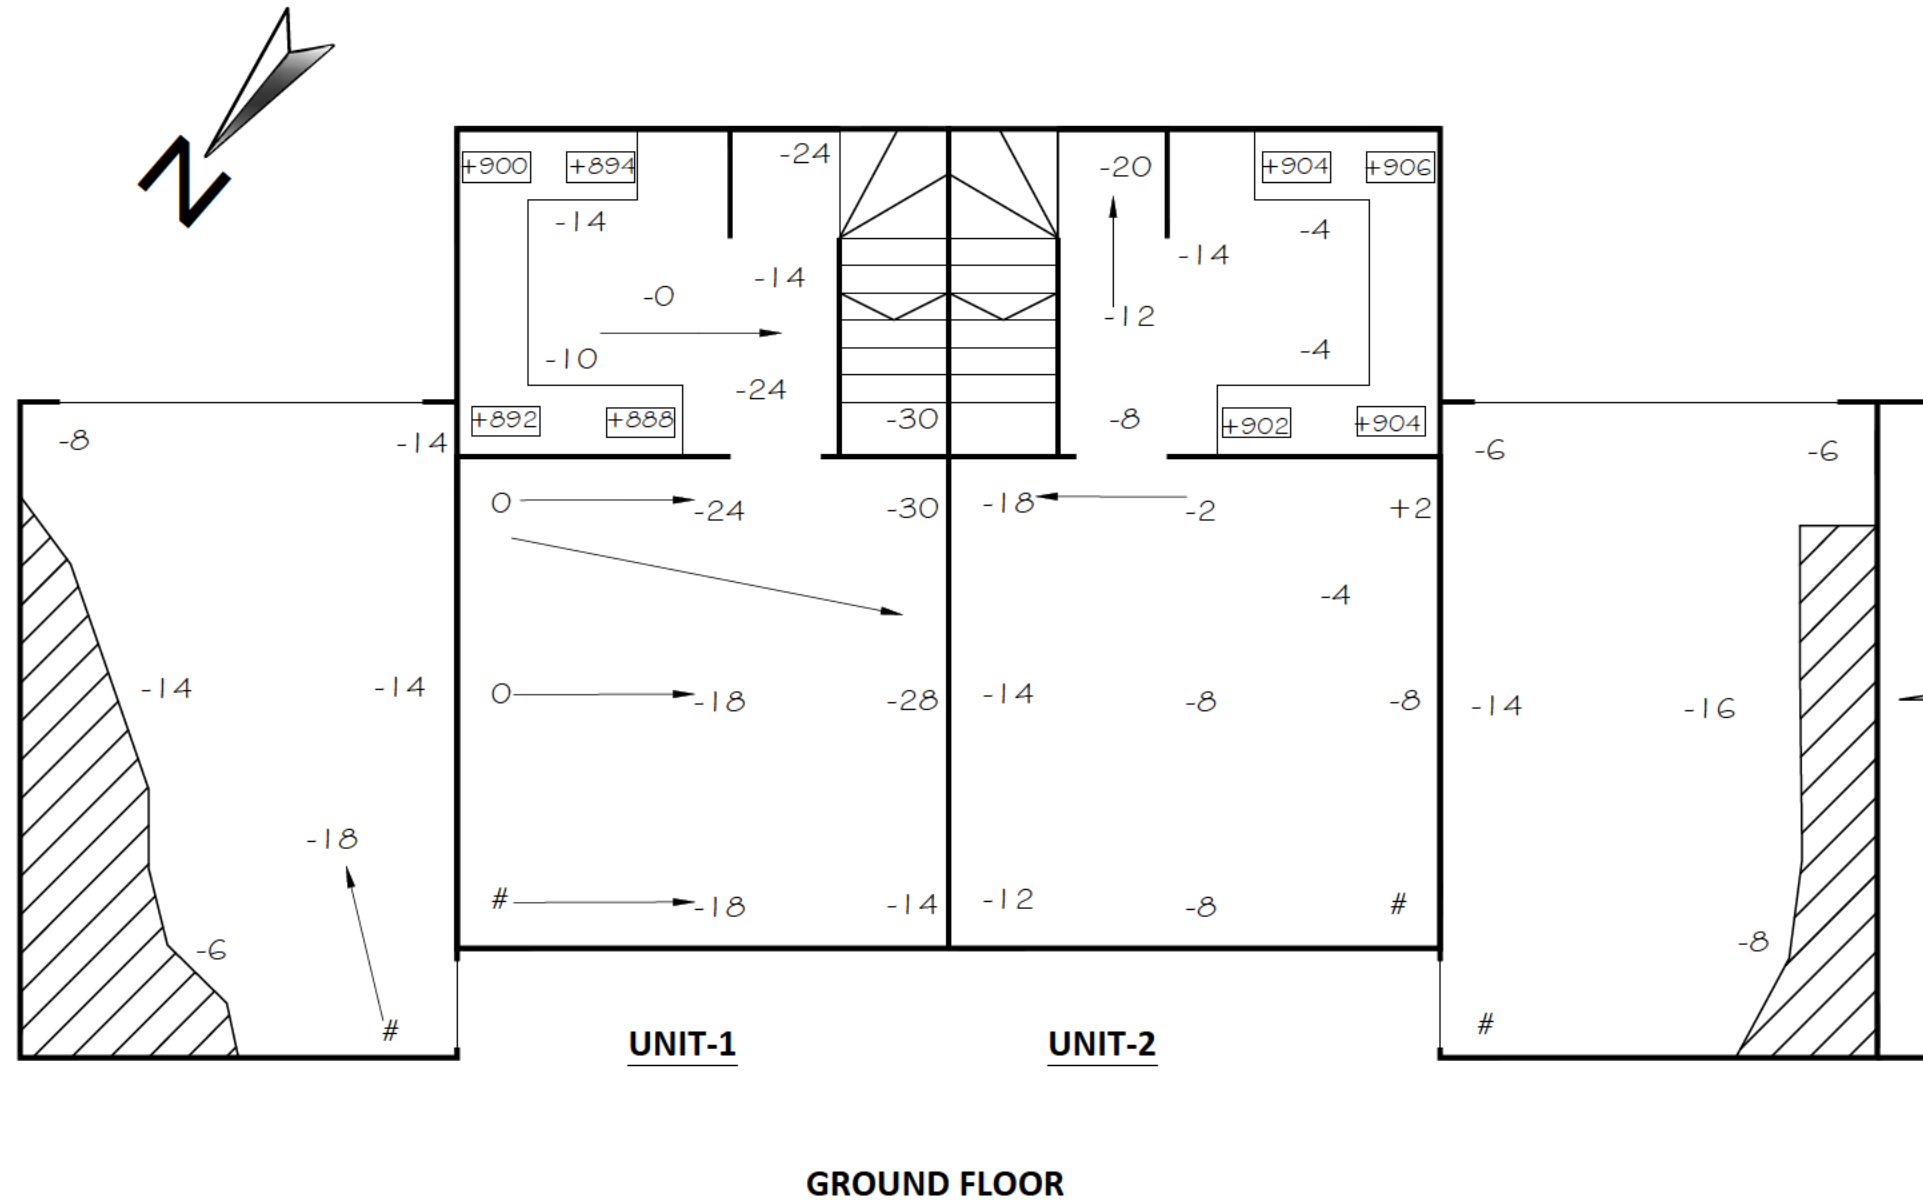 N
-24 -20
+900 +894 +904 +906
-14 -4
-14
-14
-0 -12
-10 -4
-24
+892 +888 -30 -8 +902 +904
-8 -14 -6 -6
0 -24 -30 -18 -2 +2
-4
-14 -14 0 -18 -28 -14 -8 -8 -14 -16
-18
# -18 -14 -12 -8 #
-6 -8
# #
UNIT-1 UNIT-2
GROUND FLOOR